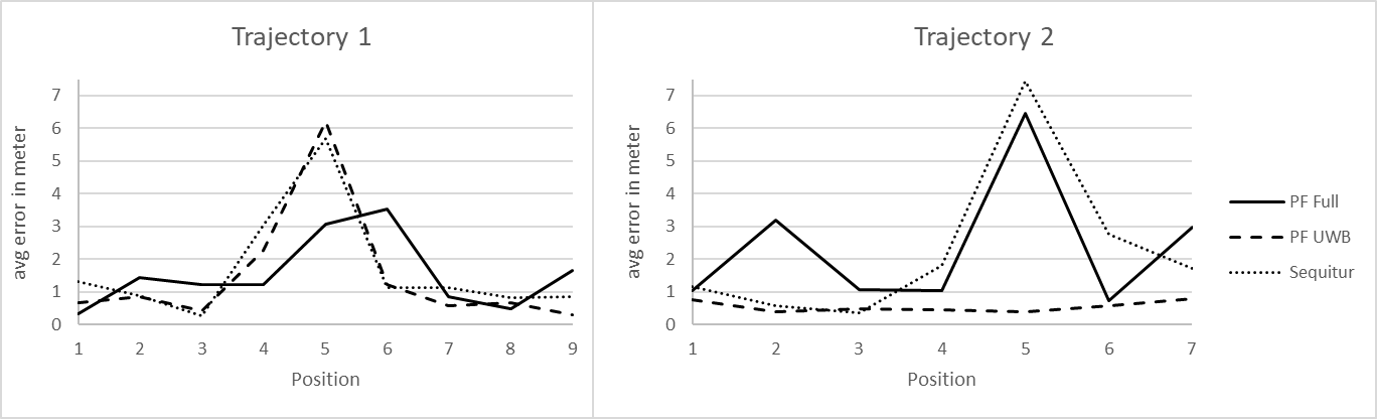 Trajectory 1
avg error in meter
7
6
5
4
3
2
1
0
1 2 3 4 5 6 7 8 9
Position
Trajectory 2
avg error in meter
7
6
5
4
3
2
1
0
1 2 3 4 5 6 7
Position
PF Full
PF UWB
Sequitur